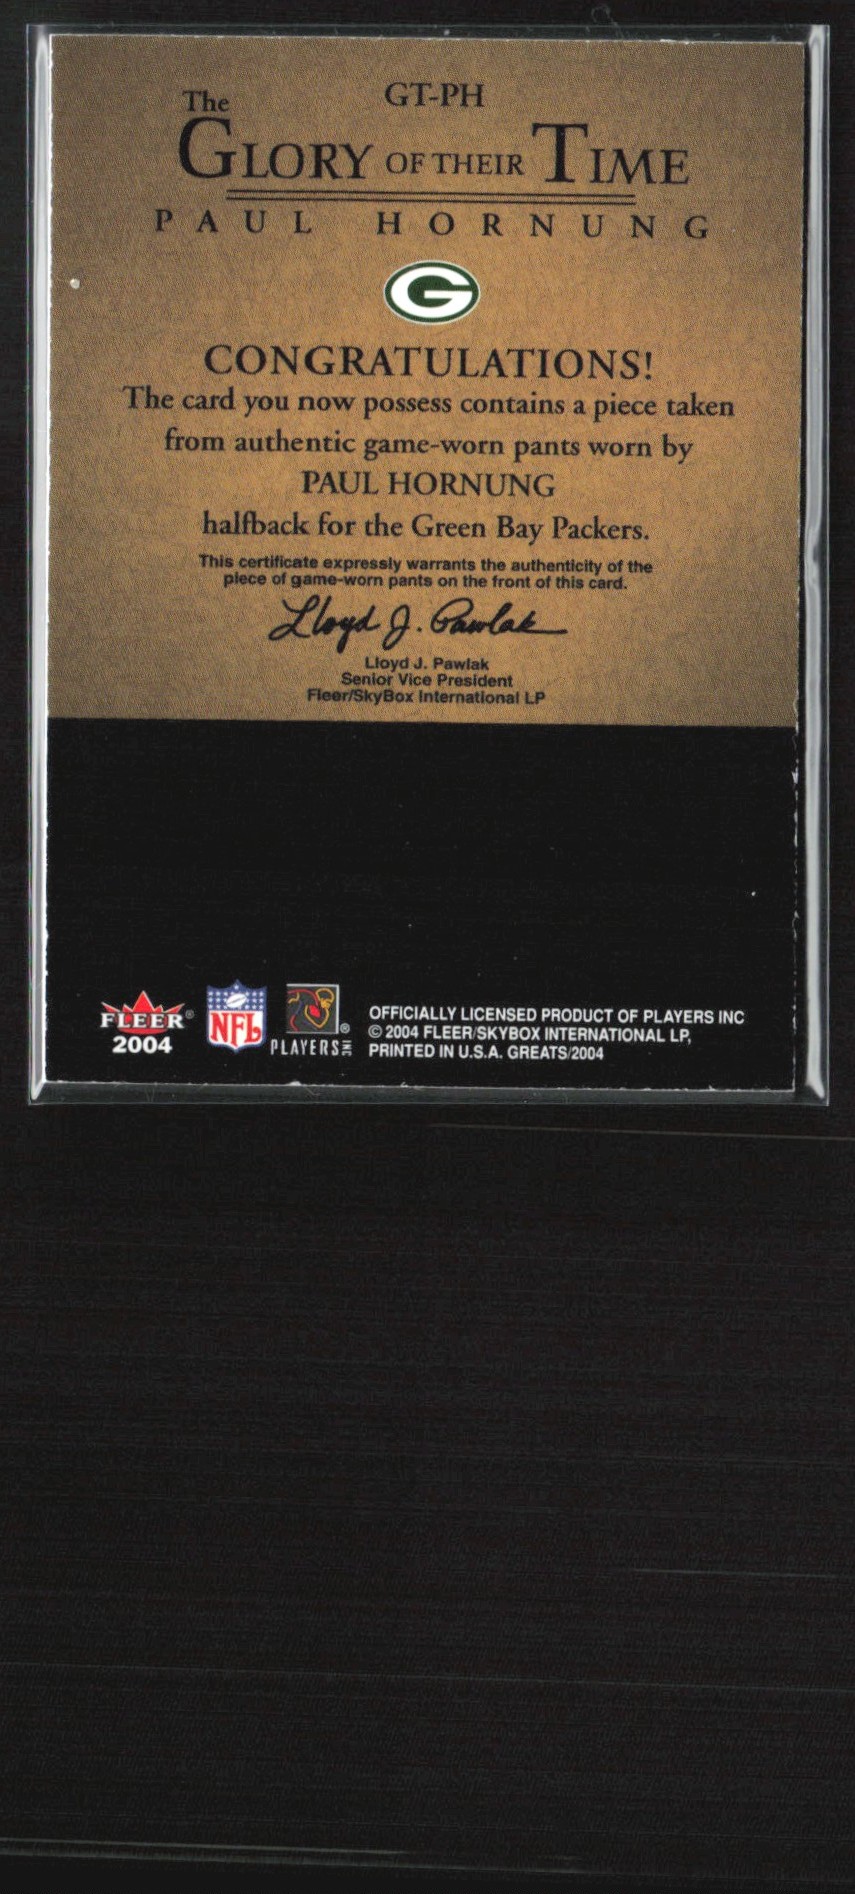 GT-PH
The
GLORY OF THEIR TIME
PAUL HORNUNG
G
CONGRATULATIONS!
The card you now possess contains a piece taken
from authentic game-worn pants worn by
PAUL HORNUNG
halfback for the Green Bay Packers.
This certificate expressly warrants the authenticity of the
piece of game-worn pants on the front of this card.
Lloyd J. Pawlak
Lloyd J. Pawlak
Senior Vice President
Fleer/SkyBox International LP
FLEER®
2004
NFL
®
PLAYERS INC
OFFICIALLY LICENSED PRODUCT OF PLAYERS INC
© 2004 FLEER/SKYBOX INTERNATIONAL LP,
PRINTED IN U.S.A. GREATS/2004